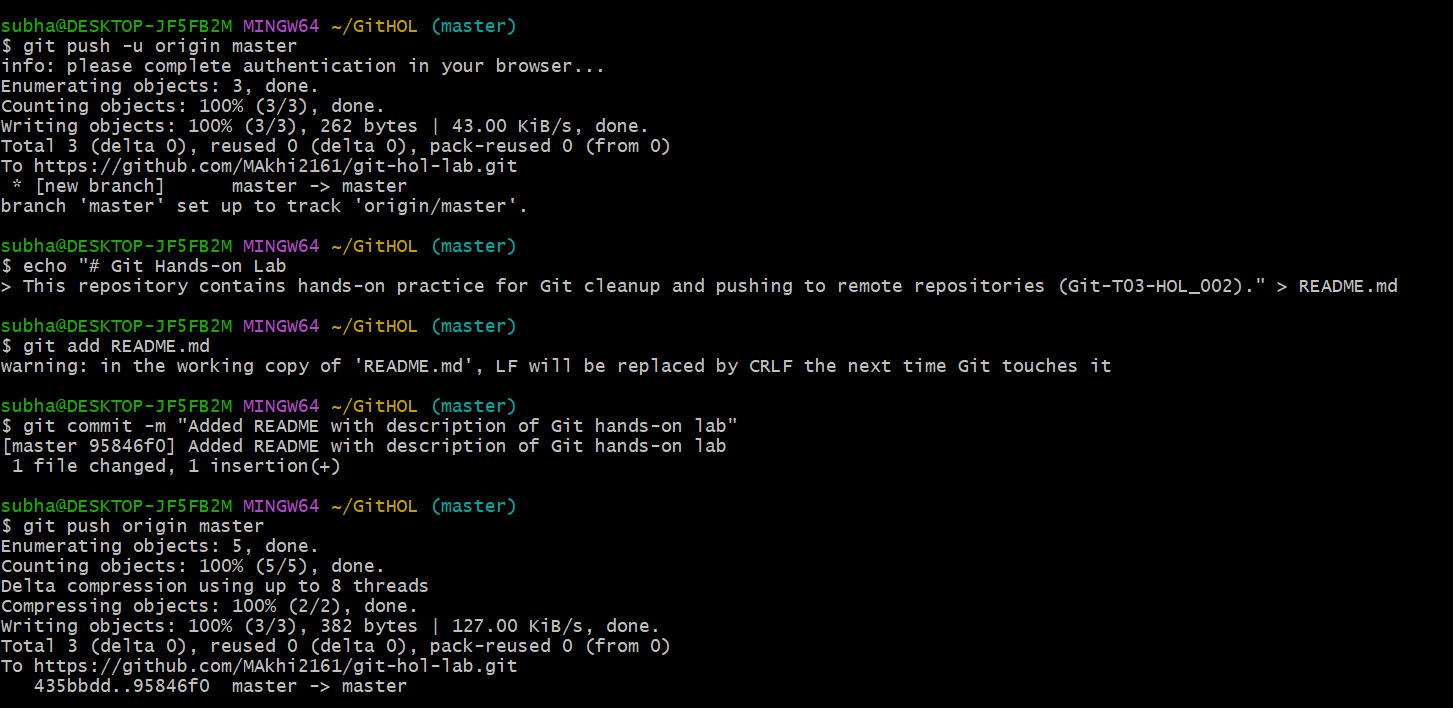 subha@DESKTOP-JF5FB2M MINGW64 ~/GitHOL (master)
$ git push -u origin master
info: please complete authentication in your browser...
Enumerating objects: 3, done.
Counting objects: 100% (3/3), done.
Writing objects: 100% (3/3), 262 bytes | 43.00 KiB/s, done.
Total 3 (delta 0), reused 0 (delta 0), pack-reused 0 (from 0)
To https://github.com/MAkhi2161/git-hol-lab.git
 * [new branch]      master -> master
branch 'master' set up to track 'origin/master'.

subha@DESKTOP-JF5FB2M MINGW64 ~/GitHOL (master)
$ echo "# Git Hands-on Lab
> This repository contains hands-on practice for Git cleanup and pushing to remote repositories (Git-T03-HOL_002)." > README.md

subha@DESKTOP-JF5FB2M MINGW64 ~/GitHOL (master)
$ git add README.md
warning: in the working copy of 'README.md', LF will be replaced by CRLF the next time Git touches it

subha@DESKTOP-JF5FB2M MINGW64 ~/GitHOL (master)
$ git commit -m "Added README with description of Git hands-on lab"
[master 95846f0] Added README with description of Git hands-on lab
 1 file changed, 1 insertion(+)

subha@DESKTOP-JF5FB2M MINGW64 ~/GitHOL (master)
$ git push origin master
Enumerating objects: 5, done.
Counting objects: 100% (5/5), done.
Delta compression using up to 8 threads
Compressing objects: 100% (2/2), done.
Writing objects: 100% (3/3), 382 bytes | 127.00 KiB/s, done.
Total 3 (delta 0), reused 0 (delta 0), pack-reused 0 (from 0)
To https://github.com/MAkhi2161/git-hol-lab.git
   435bbdd..95846f0  master -> master